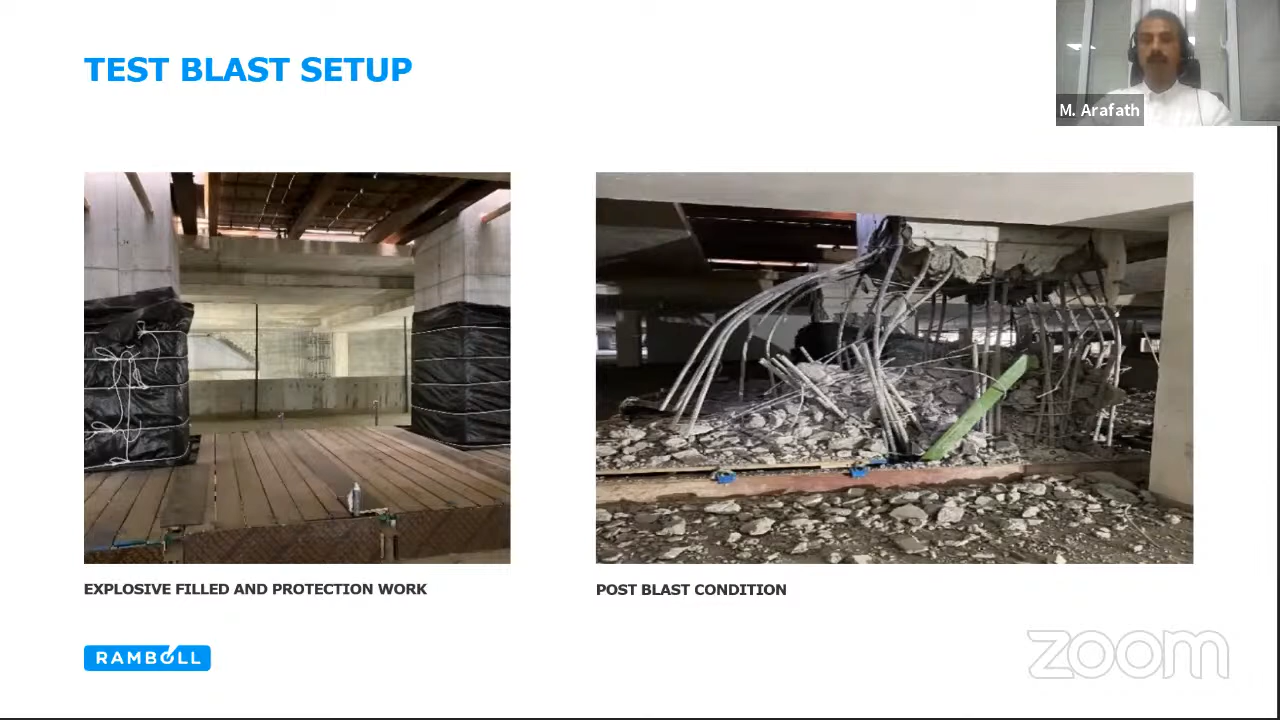 TEST BLAST SETUP
M. Arafath
EXPLOSIVE FILLED AND PROTECTION WORK
POST BLAST CONDITION
RAMBOLL
zoom